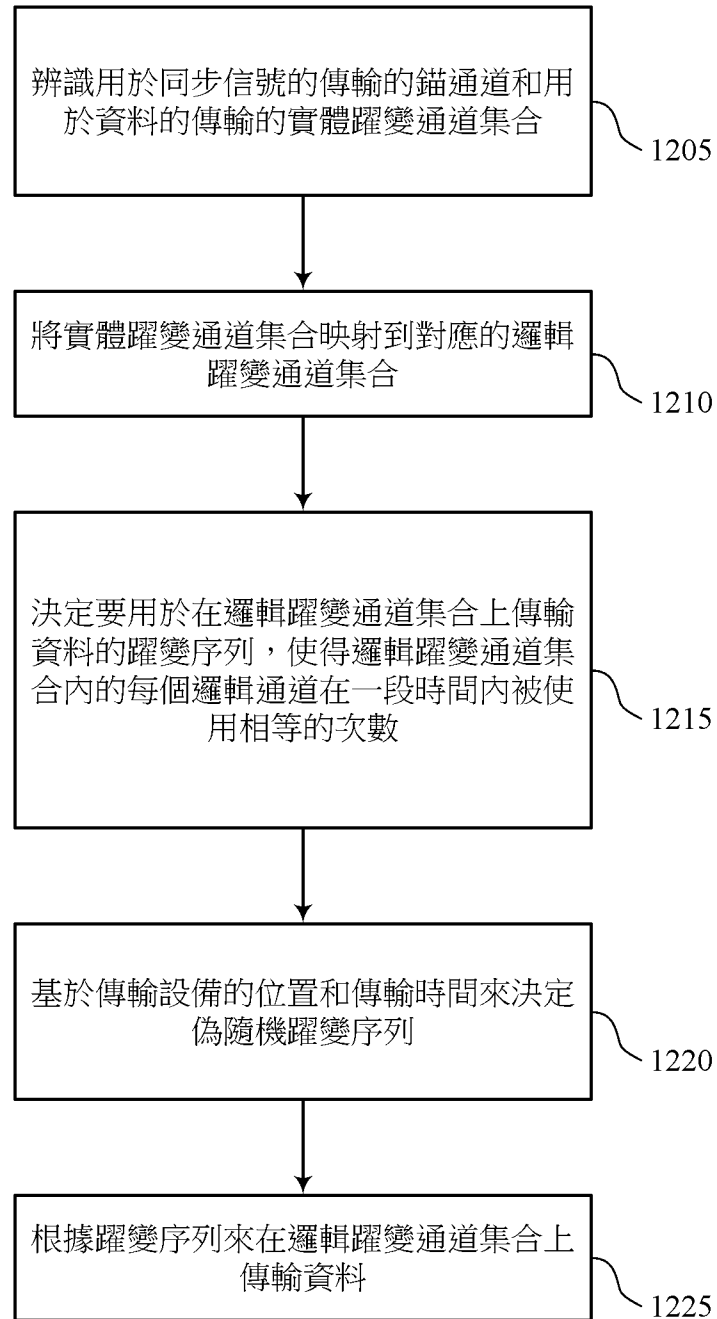 辨識用於同步信號的傳輸的錨通道和用
於資料的傳輸的實體躍變通道集合
1205
將實體躍變通道集合映射到對應的邏輯
躍變通道集合
1210
決定要用於在邏輯躍變通道集合上傳輸
資料的躍變序列，使得邏輯躍變通道集
合內的每個邏輯通道在一段時間內被使
用相等的次數
1215
基於傳輸設備的位置和傳輸時間來決定
偽隨機躍變序列
1220
根據躍變序列來在邏輯躍變通道集合上
傳輸資料
1225